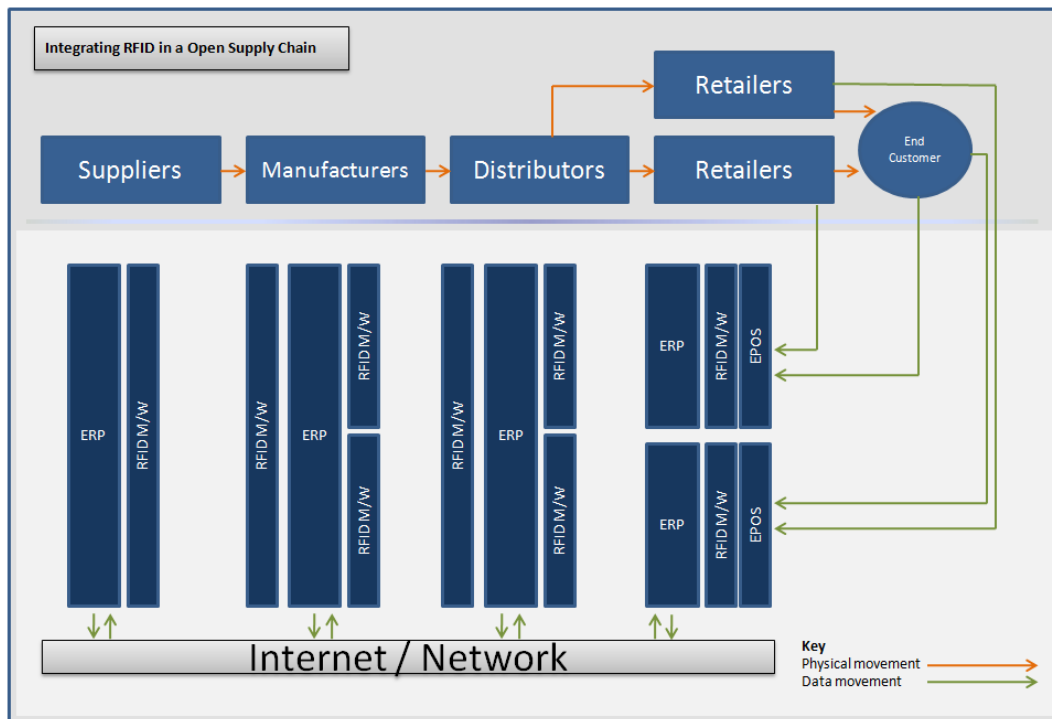 Integrating RFID in a Open Supply Chain
Retailers
Suppliers
Manufacturers
Distributors
Retailers
End
Customer
ERP
RFID M/W
RFID M/W
ERP
RFID M/W
RFID M/W
RFID M/W
ERP
RFID M/W
RFID M/W
ERP
RFID M/W
EPOS
ERP
RFID M/W
EPOS
Internet / Network
Key
Physical movement
Data movement